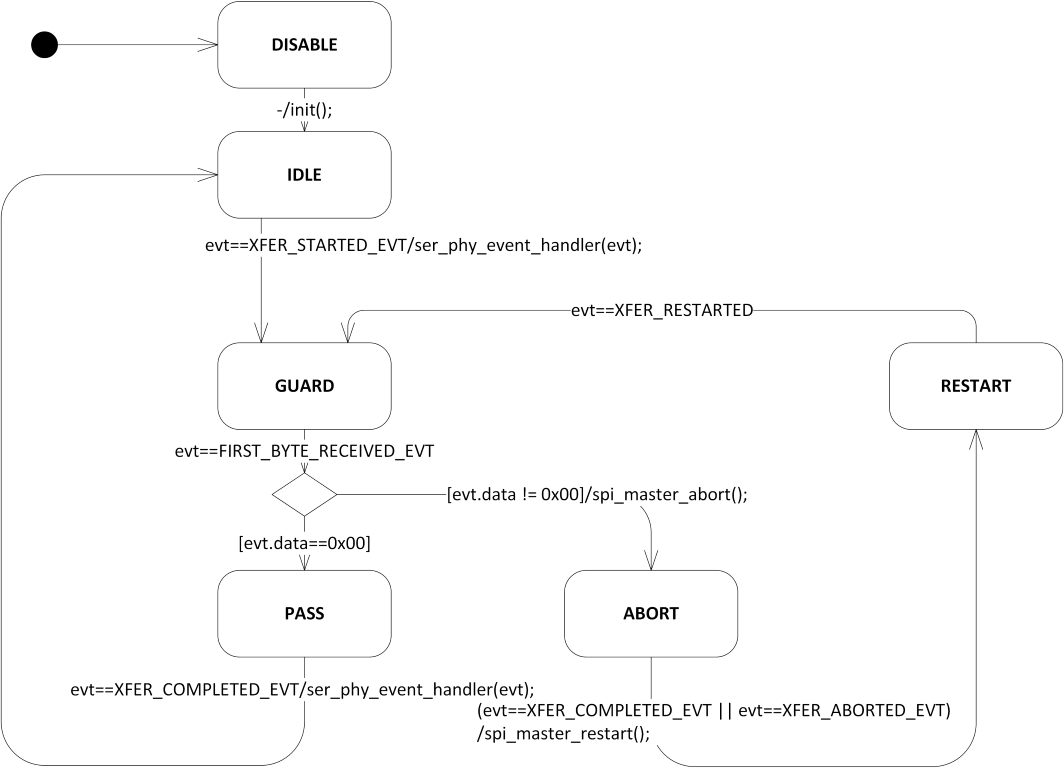 DISABLE
-/init();
IDLE
evt==XFER_STARTED_EVT/ser_phy_event_handler(evt);
evt==XFER_RESTARTED
GUARD
RESTART
evt==FIRST_BYTE_RECEIVED_EVT
[evt.data != 0x00]/spi_master_abort();
[evt.data==0x00]
PASS
ABORT
evt==XFER_COMPLETED_EVT/ser_phy_event_handler(evt);
(evt==XFER_COMPLETED_EVT || evt==XFER_ABORTED_EVT)
/spi_master_restart();